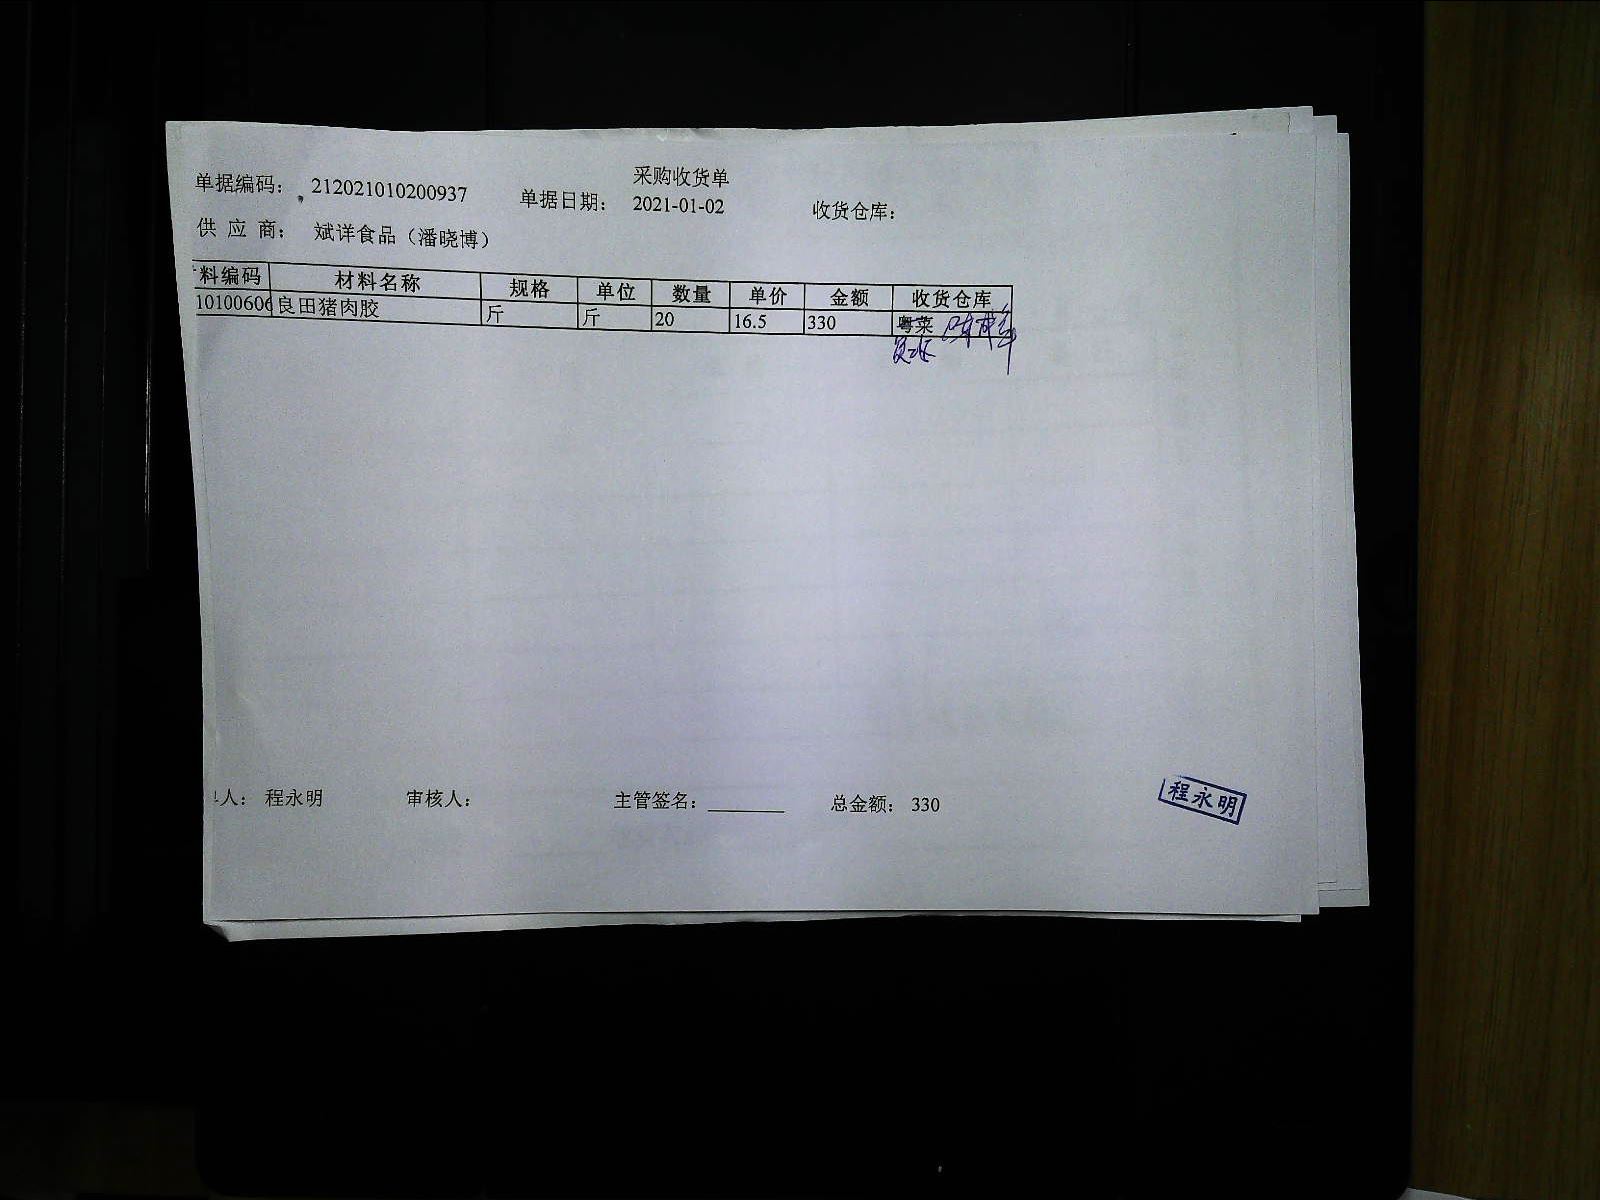 采购收货单
单据编码: 212021010200937 单据日期: 2021-01-02 收货仓库:
供 应 商: 斌详食品（潘晓博）
料编码 材料名称 规格 单位 数量 单价 金额 收货仓库
10100606 良田猪肉胶 斤 斤 20 16.5 330 粤菜
人: 程永明 审核人: 主管签名: ________ 总金额: 330
程永明